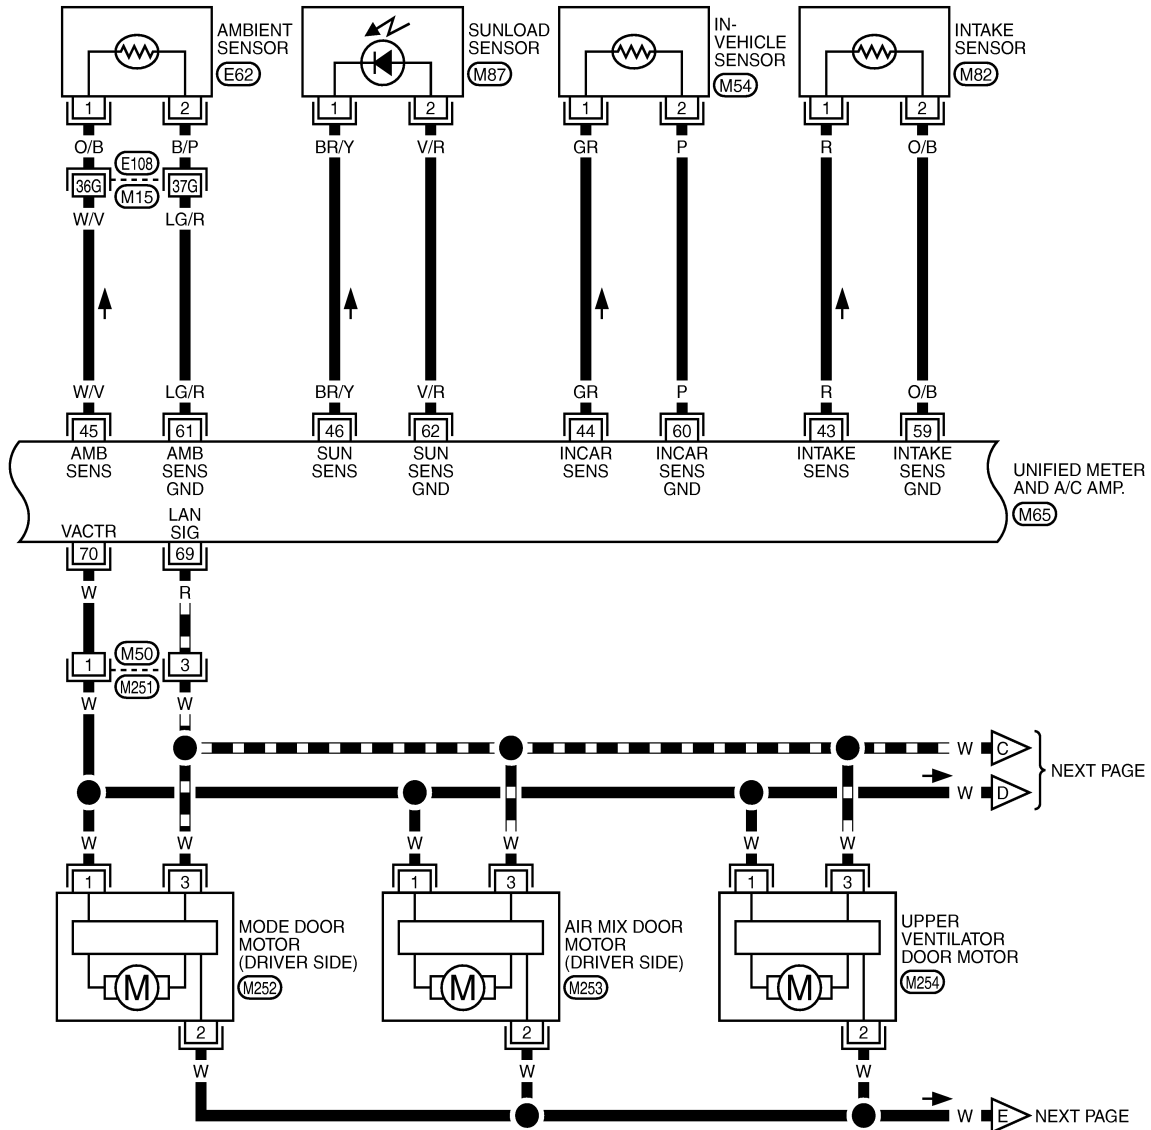 AMBIENT
SENSOR
E62
SUNLOAD
SENSOR
M87
IN-
VEHICLE
SENSOR
M54
INTAKE
SENSOR
M82
1 2 1 2 1 2 1 2
O/B B/P BR/Y V/R GR P R O/B
E108
36G 37G
M15
W/V LG/R
W/V LG/R BR/Y V/R GR P R O/B
45 61 46 62 44 60 43 59
AMB
SENS
AMB
SENS
GND
SUN
SENS
SUN
SENS
GND
INCAR
SENS
INCAR
SENS
GND
INTAKE
SENS
INTAKE
SENS
GND
UNIFIED METER
AND A/C AMP.
M65
VACTR
LAN
SIG
70 69
W R
M50
1 3
M251
W W
W C
NEXT PAGE
W D
W W W W W W
1 3 1 3 1 3
MODE DOOR
MOTOR
(DRIVER SIDE)
M252
AIR MIX DOOR
MOTOR
(DRIVER SIDE)
M253
UPPER
VENTILATOR
DOOR MOTOR
M254
M M M
2 2 2
W W W
W E NEXT PAGE